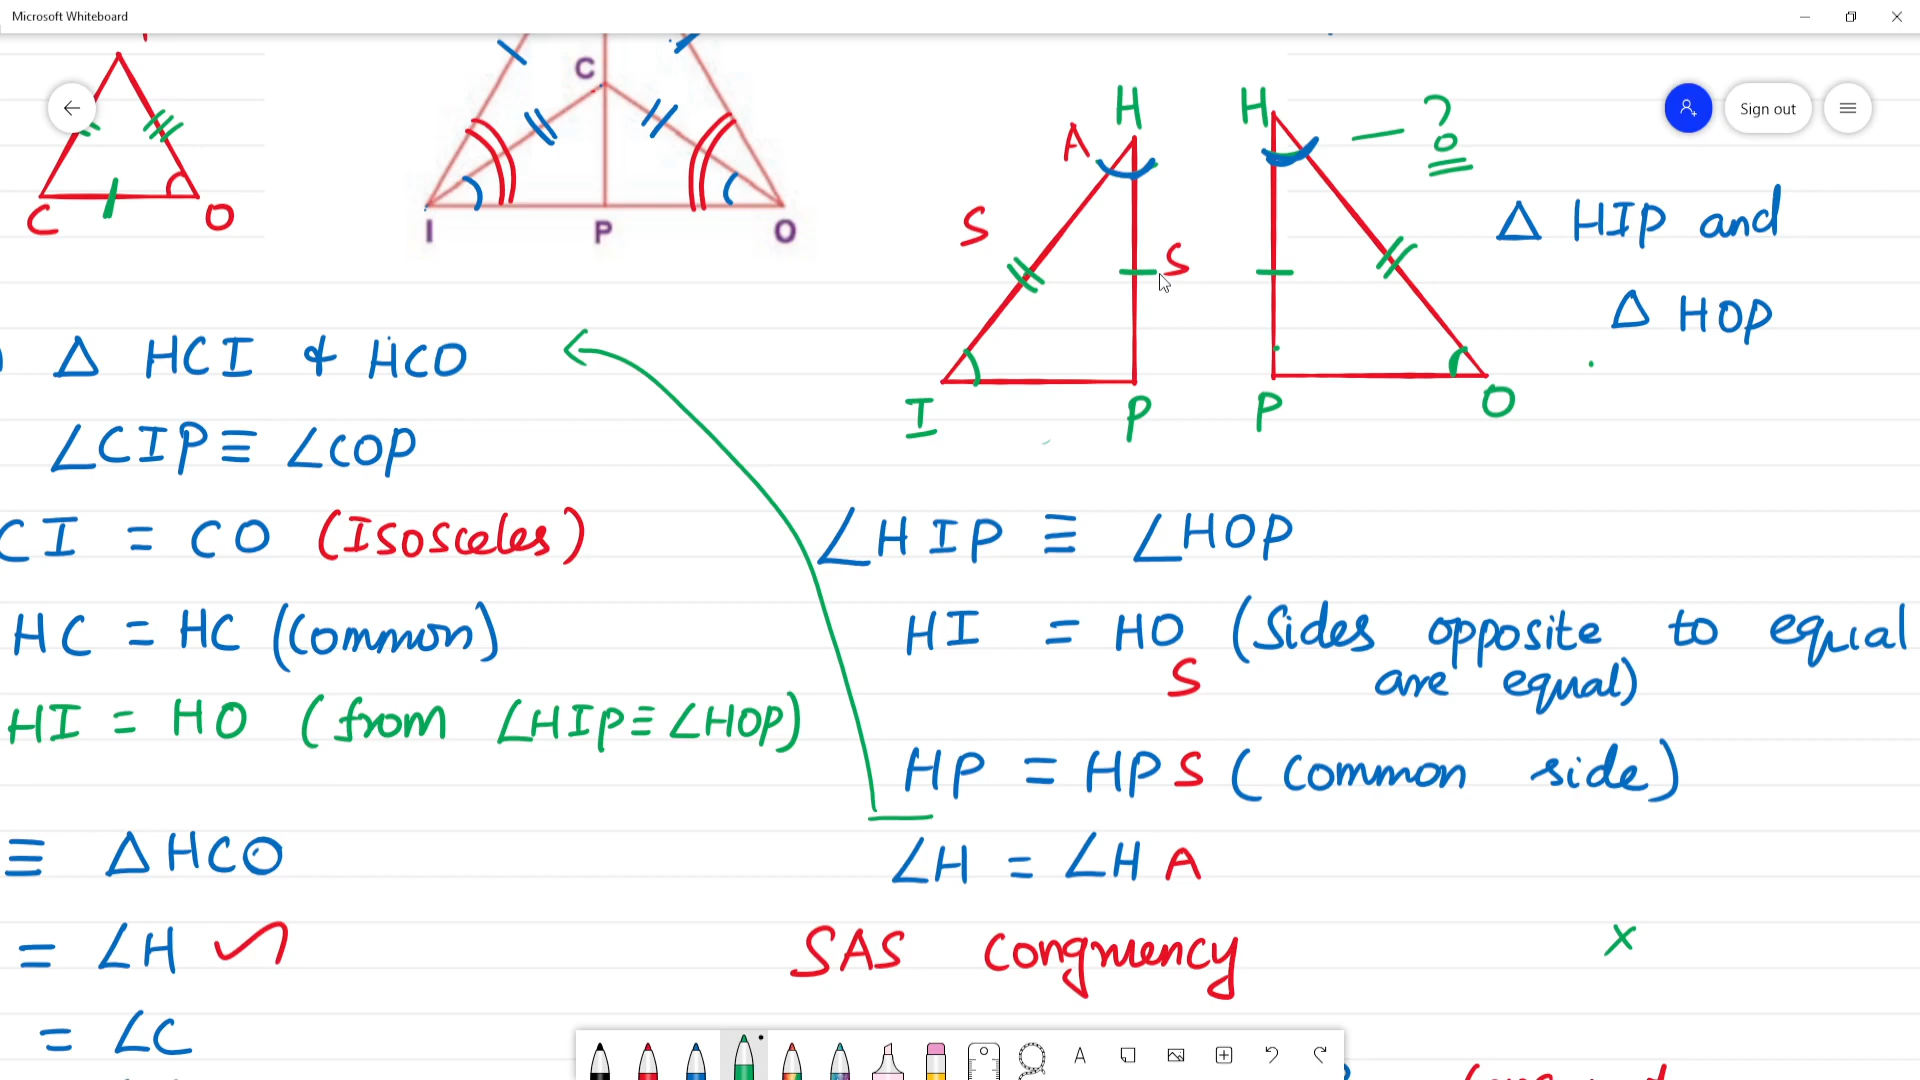 Microsoft Whiteboard
C
I P O
C O
H H
A
?
S
S
I P P O
Δ HIP and
Δ HOP
Δ HCI & HCO
∠CIP ≡ ∠COP
CI = CO (Isosceles)
HC = HC (Common)
HI = HO (from ∠HIP ≡ ∠HOP)
≡ Δ HCO
= ∠H
= ∠C
∠HIP ≡ ∠HOP
HI = HO (Sides opposite to equal
S are equal)
HP = HP S (Common side)
∠H = ∠H A
SAS Congruency
x
Sign out
A